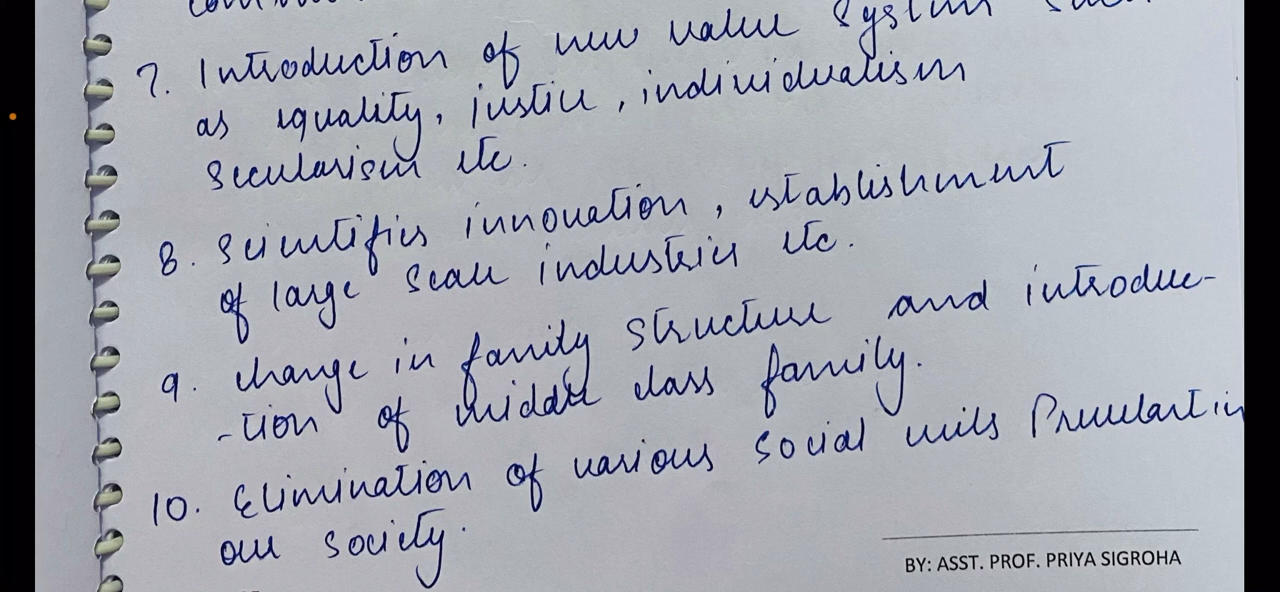 7. Introduction of new value System
as equality, justice, individualism
secularism etc.
8. Scientific innovation, establishment
of large scale industries etc.
9. change in family structure and introduc-
-tion of middle class family.
10. Elimination of various social evils Prevelart in
our society.
BY: ASST. PROF. PRIYA SIGROHA